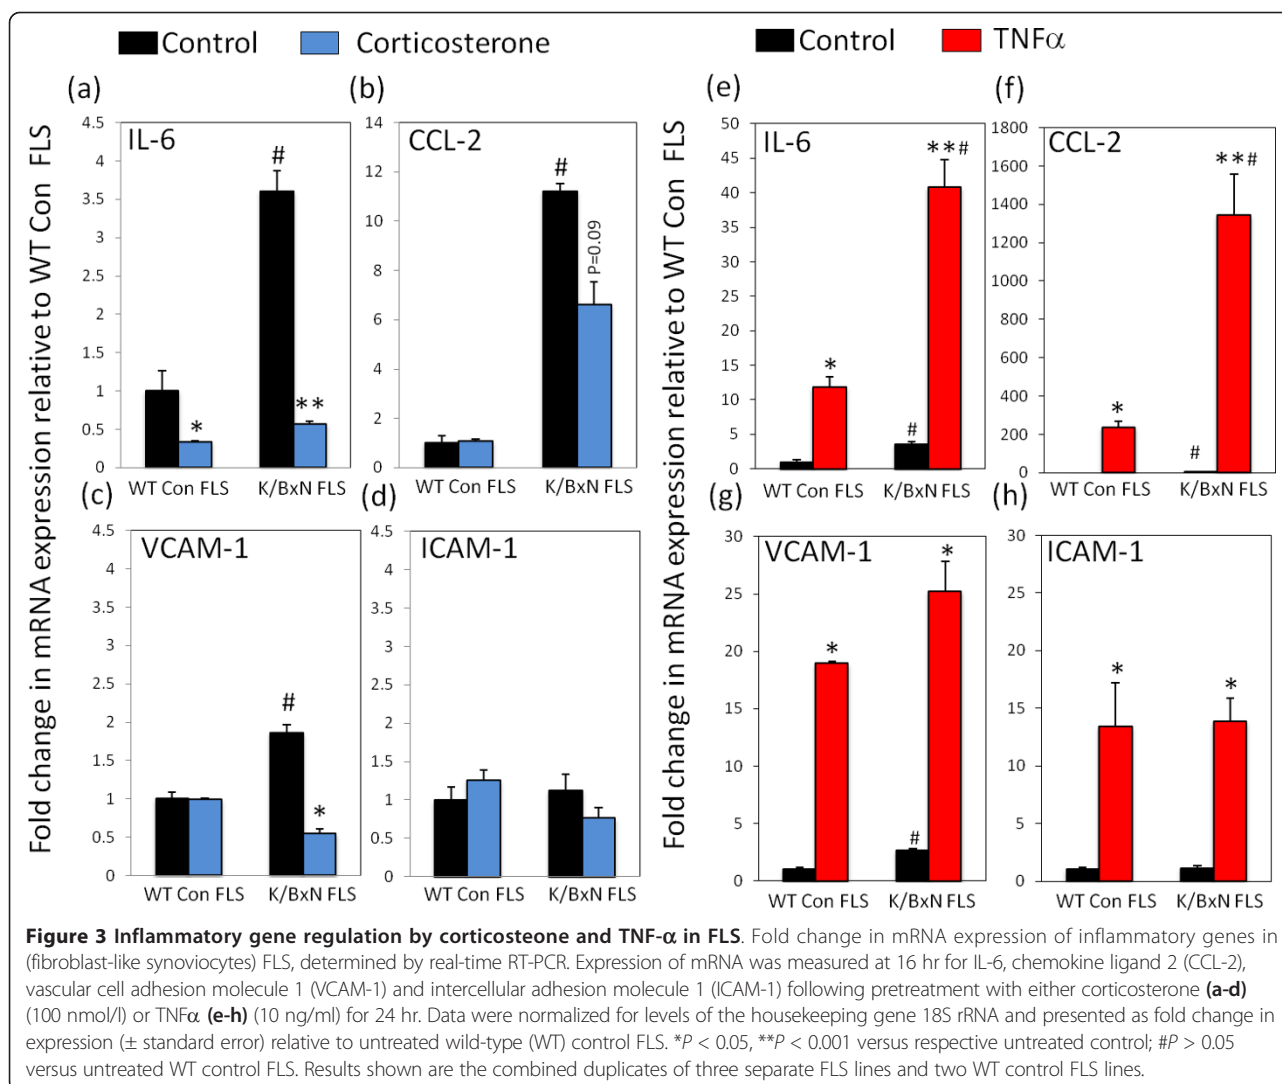 Control Corticosterone
Control TNFα
Fold change in mRNA expression relative to WT Con FLS
(a)
IL-6
4.5
4
3.5
3
2.5
2
1.5
1
0.5
0
#
*
**
WT Con FLS K/BxN FLS
(b)
CCL-2
14
12
10
8
6
4
2
0
#
P=0.09
WT Con FLS K/BxN FLS
(c)
VCAM-1
4.5
4
3.5
3
2.5
2
1.5
1
0.5
0
#
*
WT Con FLS K/BxN FLS
(d)
ICAM-1
4.5
4
3.5
3
2.5
2
1.5
1
0.5
0
WT Con FLS K/BxN FLS
Fold change in mRNA expression relative to WT Con FLS
(e)
IL-6
50
45
40
35
30
25
20
15
10
5
0
*
#
**#
WT Con FLS K/BxN FLS
(f)
CCL-2
1800
1600
1400
1200
1000
800
600
400
200
0
*
#
**#
WT Con FLS K/BxN FLS
(g)
VCAM-1
30
25
20
15
10
5
0
*
#
*
WT Con FLS K/BxN FLS
(h)
ICAM-1
30
25
20
15
10
5
0
*
*
WT Con FLS K/BxN FLS
Figure 3 Inflammatory gene regulation by corticosteone and TNF-α in FLS. Fold change in mRNA expression of inflammatory genes in
(fibroblast-like synoviocytes) FLS, determined by real-time RT-PCR. Expression of mRNA was measured at 16 hr for IL-6, chemokine ligand 2 (CCL-2),
vascular cell adhesion molecule 1 (VCAM-1) and intercellular adhesion molecule 1 (ICAM-1) following pretreatment with either corticosterone (a-d)
(100 nmol/l) or TNFα (e-h) (10 ng/ml) for 24 hr. Data were normalized for levels of the housekeeping gene 18S rRNA and presented as fold change in
expression (± standard error) relative to untreated wild-type (WT) control FLS. *P < 0.05, **P < 0.001 versus respective untreated control; #P > 0.05
versus untreated WT control FLS. Results shown are the combined duplicates of three separate FLS lines and two WT control FLS lines.